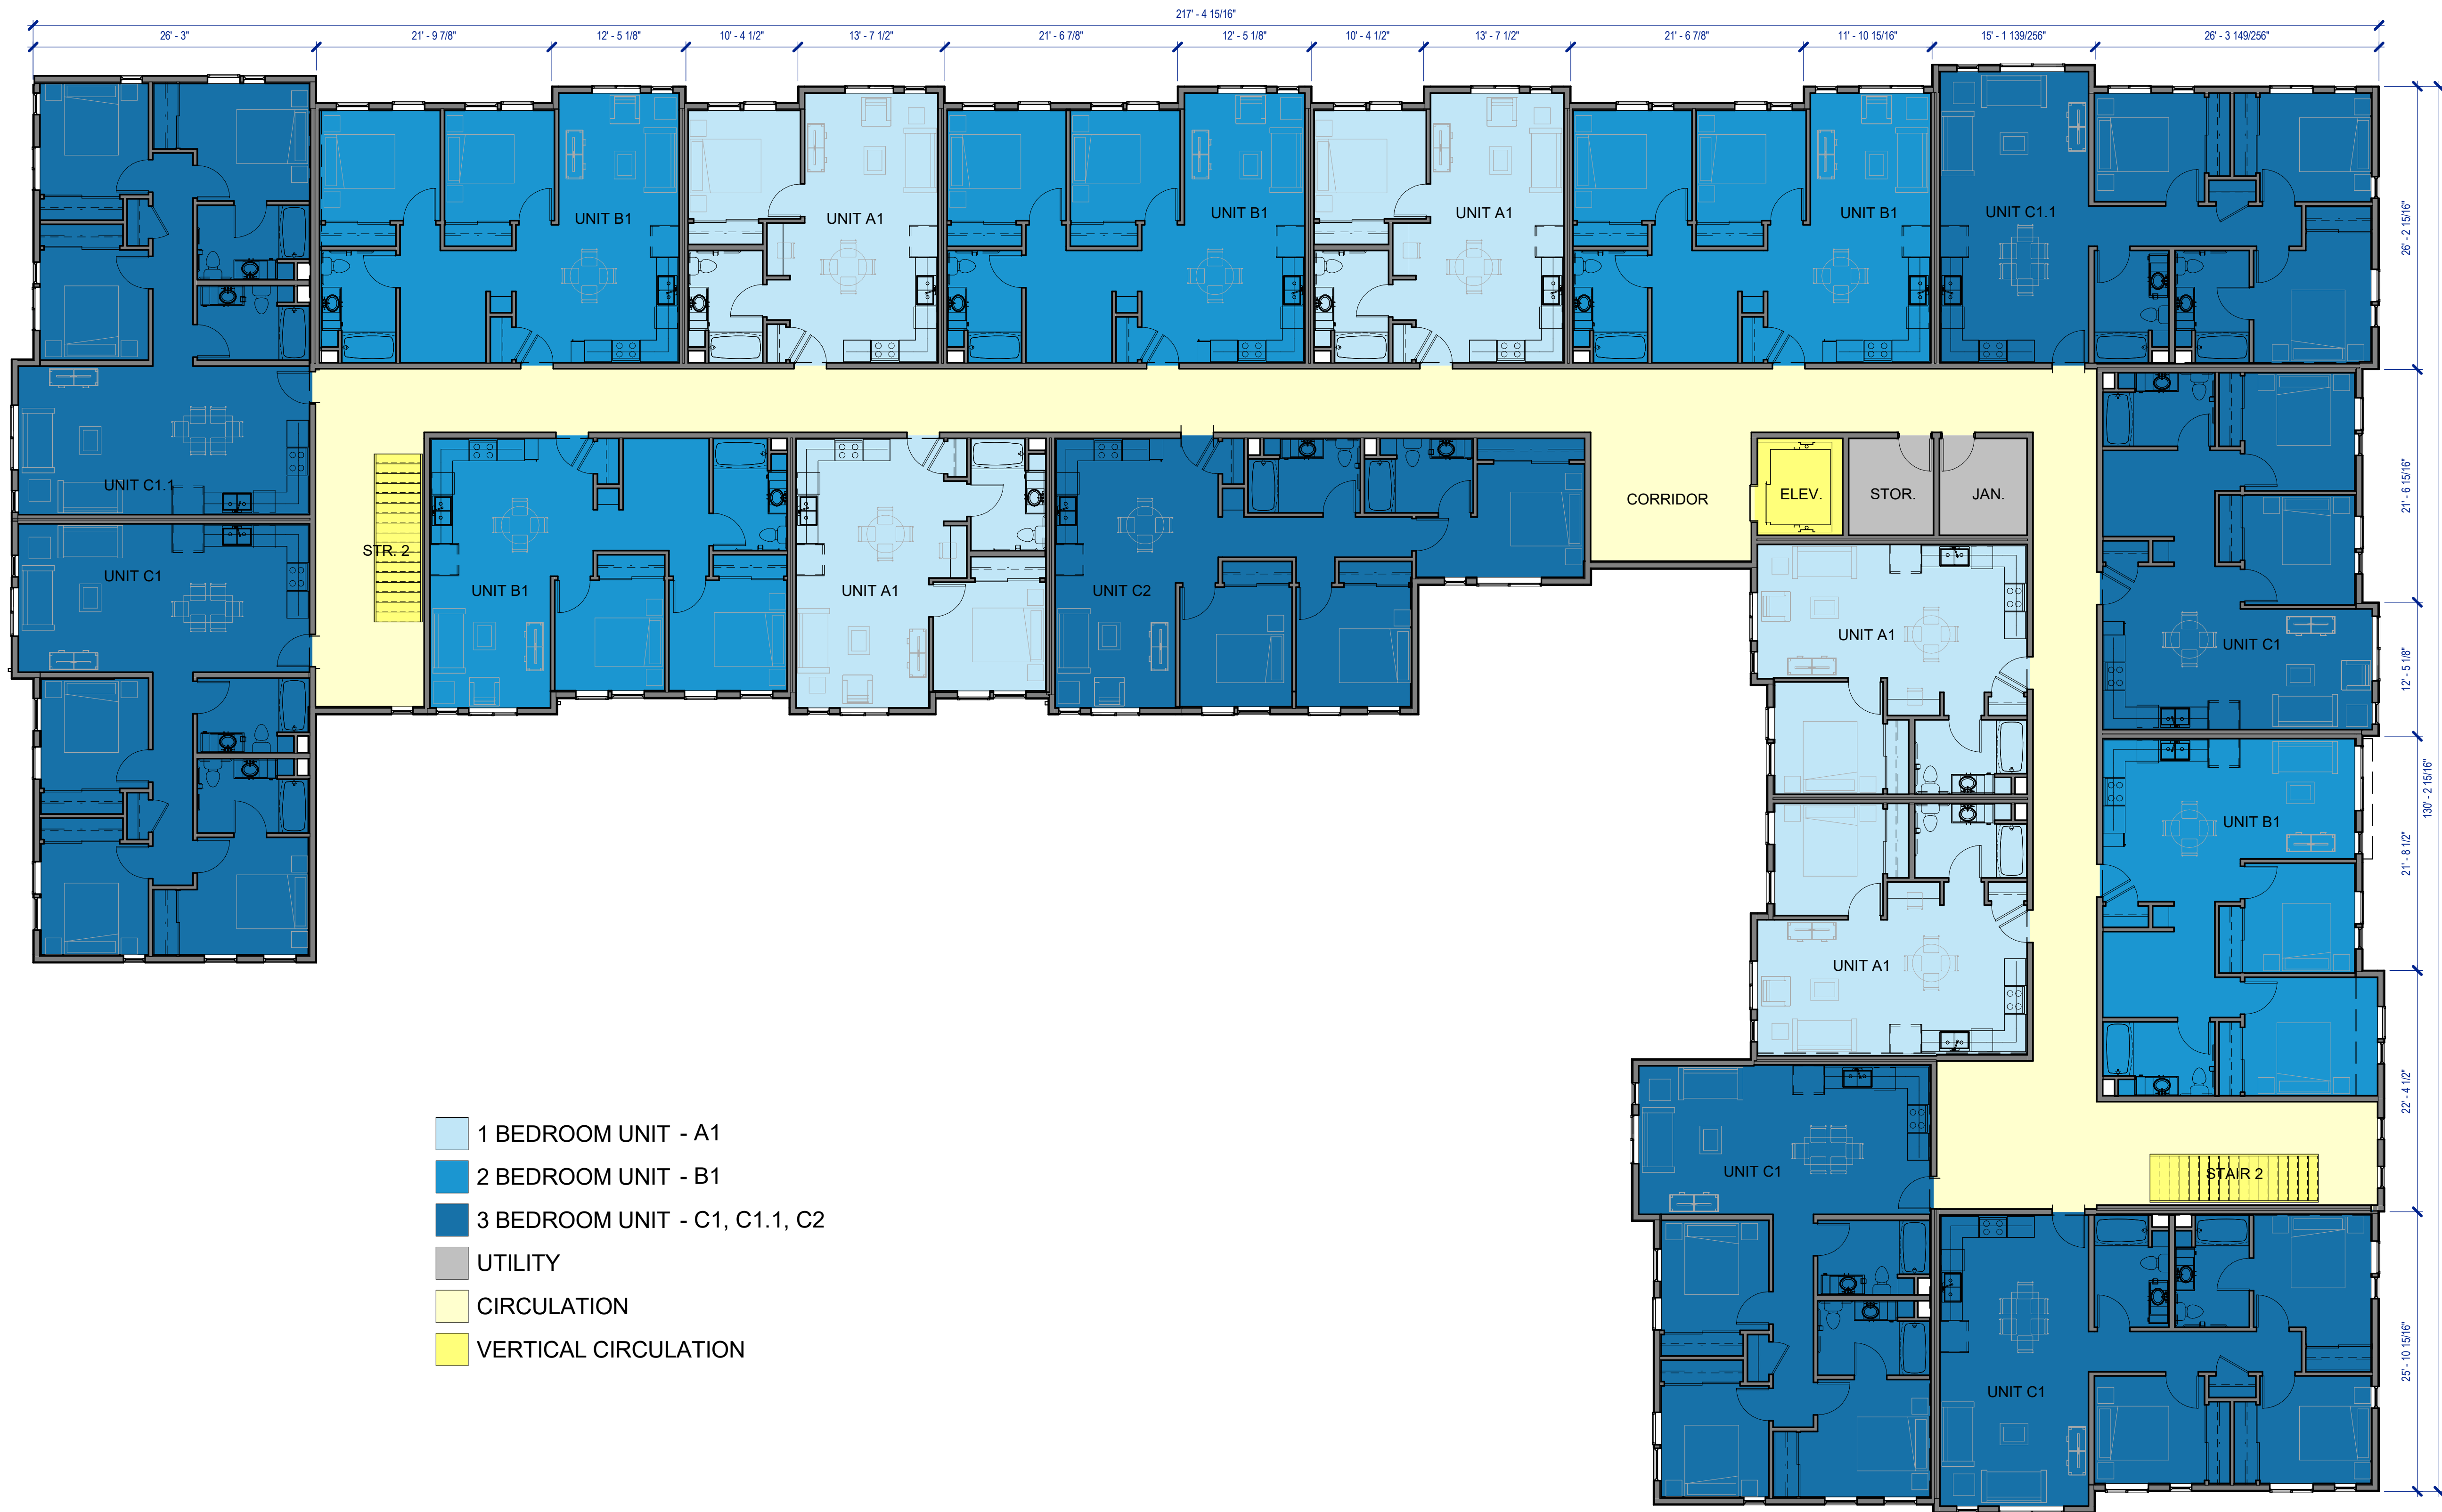 217' - 4 15/16"
26' - 3"
21' - 9 7/8"
12' - 5 1/8"
10' - 4 1/2"
13' - 7 1/2"
21' - 6 7/8"
12' - 5 1/8"
10' - 4 1/2"
13' - 7 1/2"
21' - 6 7/8"
11' - 10 15/16"
15' - 1 139/256"
26' - 3 149/256"
UNIT B1
UNIT A1
UNIT B1
UNIT A1
UNIT B1
UNIT C1.1
26' - 2 15/16"
UNIT C1.1
CORRIDOR
ELEV.
STOR.
JAN.
21' - 6 15/16"
STR. 2
UNIT C1
UNIT B1
UNIT A1
UNIT C2
UNIT A1
UNIT C1
12' - 5 1/8"
130' - 2 15/16"
UNIT B1
21' - 8 1/2"
UNIT A1
22' - 4 1/2"
1 BEDROOM UNIT - A1
2 BEDROOM UNIT - B1
3 BEDROOM UNIT - C1, C1.1, C2
UTILITY
CIRCULATION
VERTICAL CIRCULATION
UNIT C1
STAIR 2
UNIT C1
25' - 10 15/16"